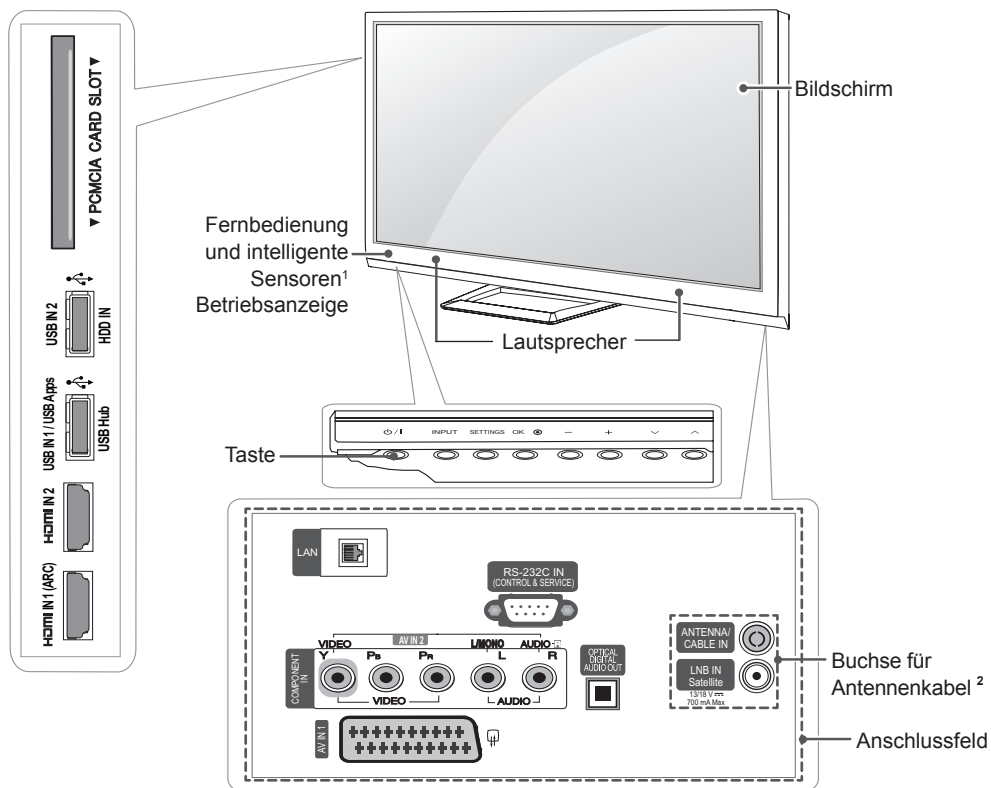 ▼PCMCIA CARD SLOT▼
USB IN 2
HDD IN
USB IN 1 / USB Apps
USB Hub
HDMI IN 2
HDMI IN 1 (ARC)
Bildschirm
Fernbedienung
und intelligente
Sensoren¹
Betriebsanzeige
Lautsprecher
⏻/I INPUT SETTINGS OK ⦿ − + ﹀ ︿
Taste
LAN
RS-232C IN
(CONTROL & SERVICE)
AV IN 2
VIDEO L/MONO AUDIO
Y PB PR L R
COMPONENT
IN
VIDEO AUDIO
OPTICAL
DIGITAL
AUDIO OUT
AV IN 1
ANTENNA/
CABLE IN
LNB IN
Satellite
13/18 V ⎓
700 mA Max
Buchse für
Antennenkabel ²
Anschlussfeld